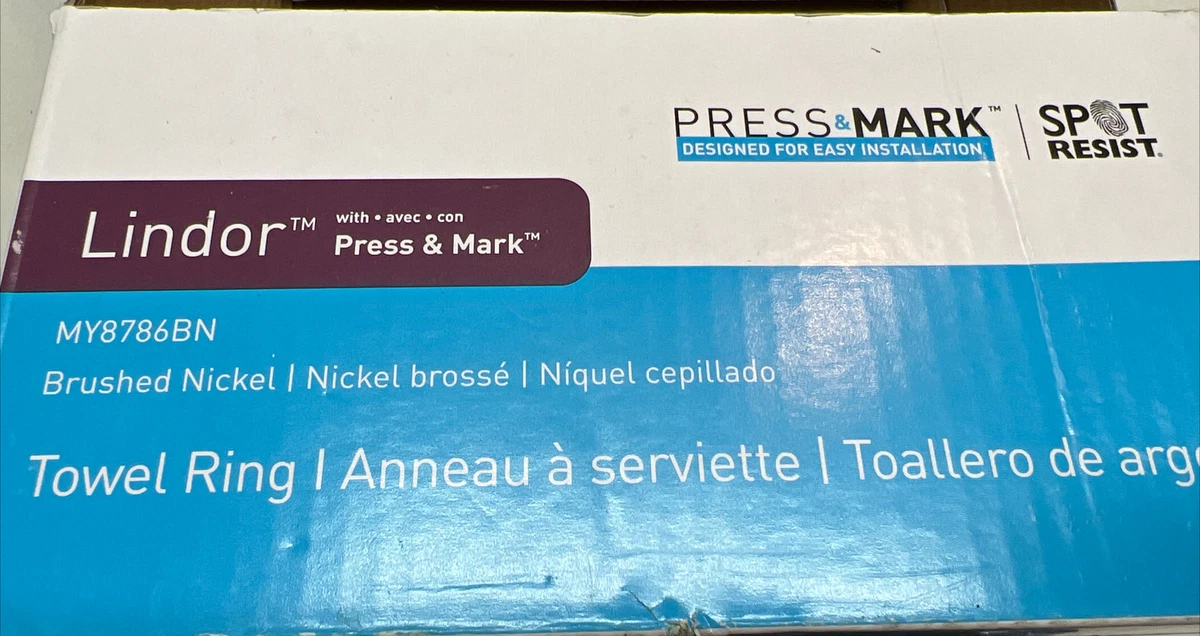 PRESS&MARK™ | SPOT
DESIGNED FOR EASY INSTALLATION RESIST®
Lindor™ with • avec • con
Press & Mark™
MY8786BN
Brushed Nickel | Nickel brossé | Níquel cepillado
Towel Ring | Anneau à serviette | Toallero de arg